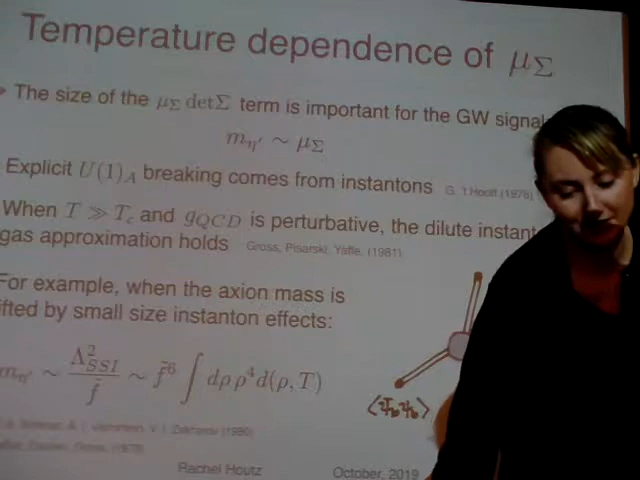 Temperature dependence of μ_Σ
The size of the μ_Σ detΣ term is important for the GW signal
m_η′ ∼ μ_Σ
Explicit U(1)_A breaking comes from instantons G. 't Hooft (1976)
When T ≫ T_c and g_QCD is perturbative, the dilute instant
gas approximation holds Gross, Pisarski, Yaffe, (1981)
For example, when the axion mass is
ifted by small size instanton effects:
m_η′ ∼ Λ²_SSI / f̃ ∼ f̃⁶ ∫ dρ ρ⁴ d(ρ, T)
Rachel Houtz October, 2019